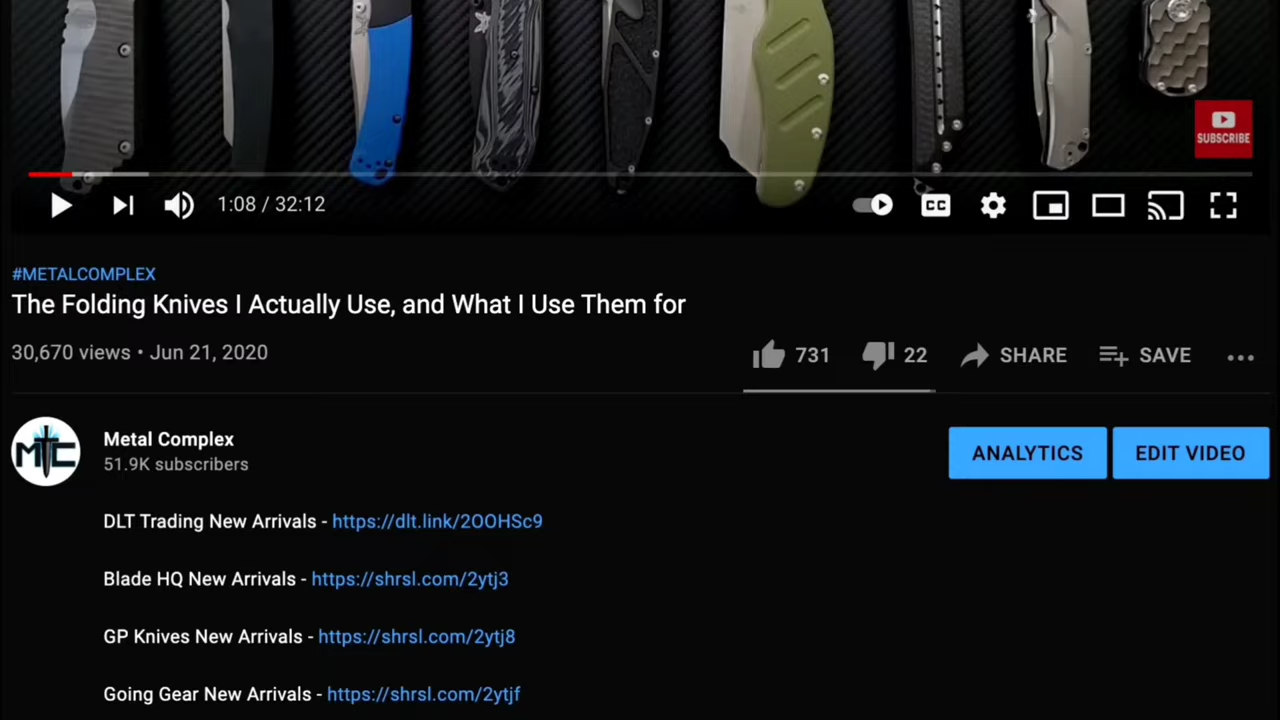 SUBSCRIBE
1:08 / 32:12
CC
#METALCOMPLEX
The Folding Knives I Actually Use, and What I Use Them for
30,670 views • Jun 21, 2020
731 22 SHARE SAVE
MTC
Metal Complex
51.9K subscribers
ANALYTICS EDIT VIDEO
DLT Trading New Arrivals - https://dlt.link/2OOHSc9
Blade HQ New Arrivals - https://shrsl.com/2ytj3
GP Knives New Arrivals - https://shrsl.com/2ytj8
Going Gear New Arrivals - https://shrsl.com/2ytjf